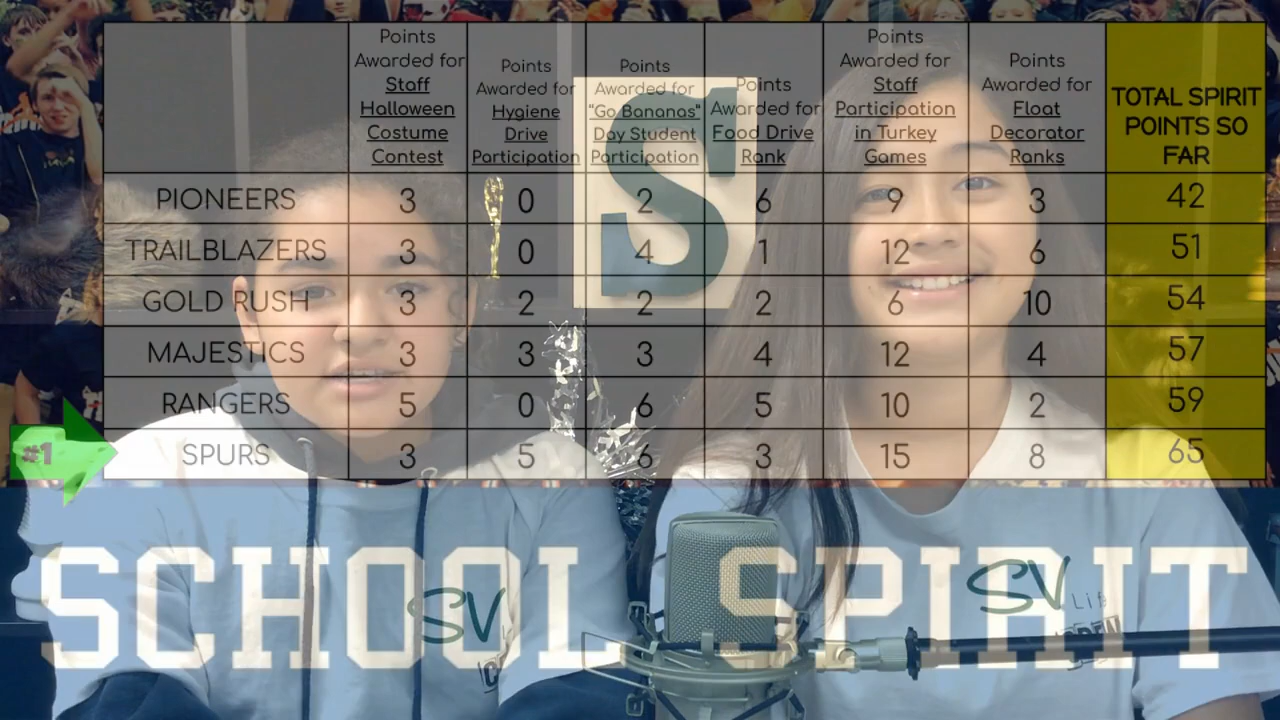 Points Awarded for Staff Halloween Costume Contest
Points Awarded for Hygiene Drive Participation
Points Awarded for "Go Bananas" Day Student Participation
Points Awarded for Food Drive Rank
Points Awarded for Staff Participation in Turkey Games
Points Awarded for Float Decorator Ranks
TOTAL SPIRIT POINTS SO FAR
PIONEERS 3 0 2 6 9 3 42
TRAILBLAZERS 3 0 4 1 12 6 51
GOLD RUSH 3 2 2 2 6 10 54
MAJESTICS 3 3 3 4 12 4 57
RANGERS 5 0 6 5 10 2 59
#1 SPURS 3 5 6 3 15 8 65
S
SCHOOL SPIRIT
SV
SV